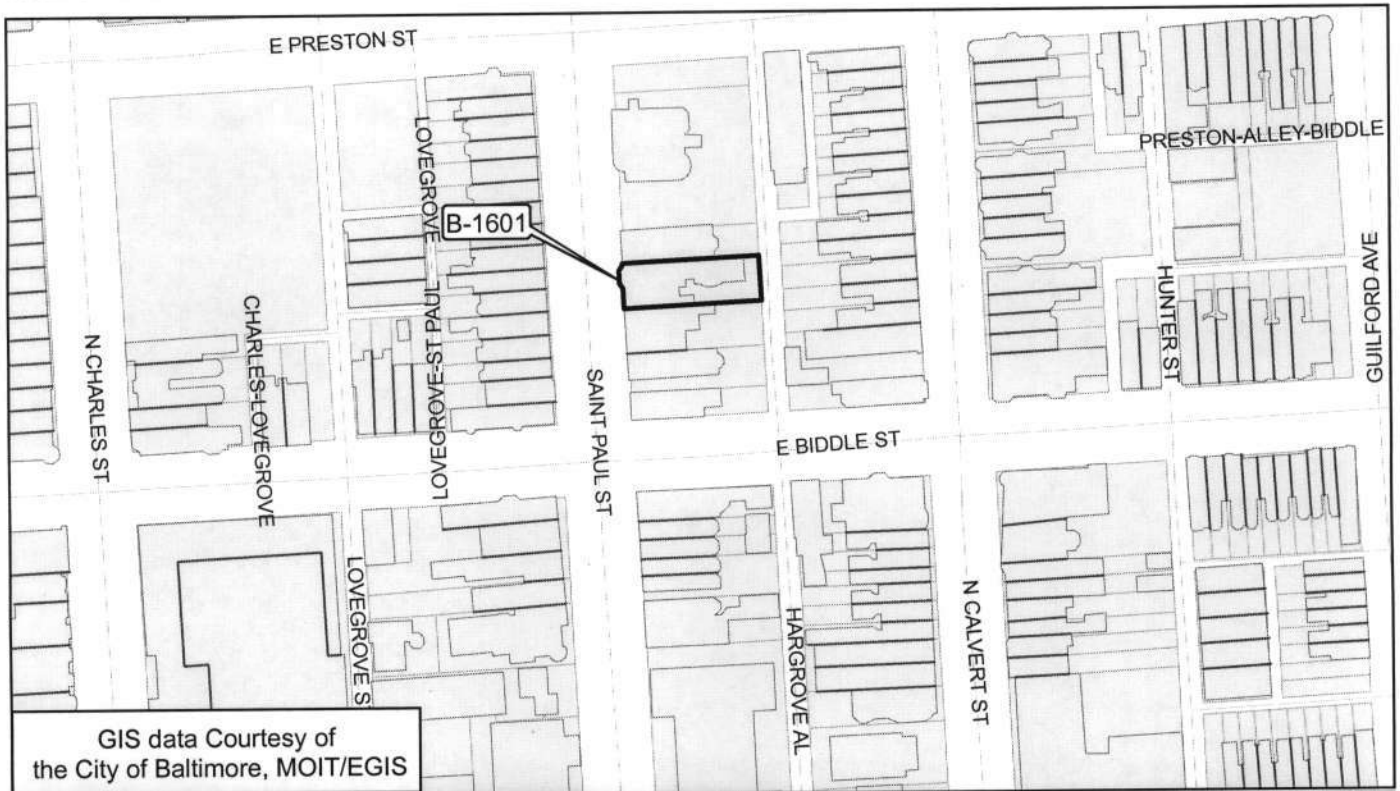 E PRESTON ST
PRESTON-ALLEY-BIDDLE
LOVEGROVE-ST PAUL LOVEGROVE
B-1601
CHARLES-LOVEGROVE
N CHARLES ST
SAINT PAUL ST
HUNTER ST
GUILFORD AVE
E BIDDLE ST
LOVEGROVE S
HARGROVE AL
N CALVERT ST
GIS data Courtesy of
the City of Baltimore, MOIT/EGIS